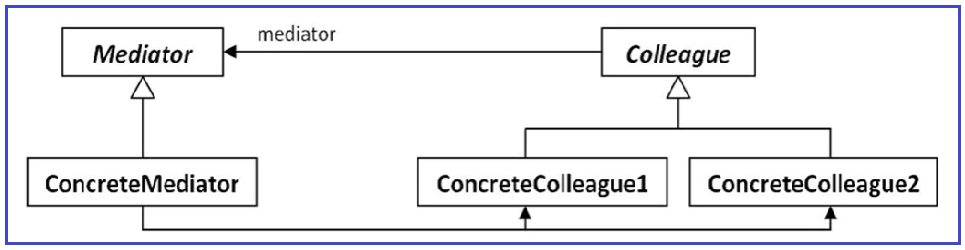 mediator
Mediator
Colleague
ConcreteMediator
ConcreteColleague1
ConcreteColleague2